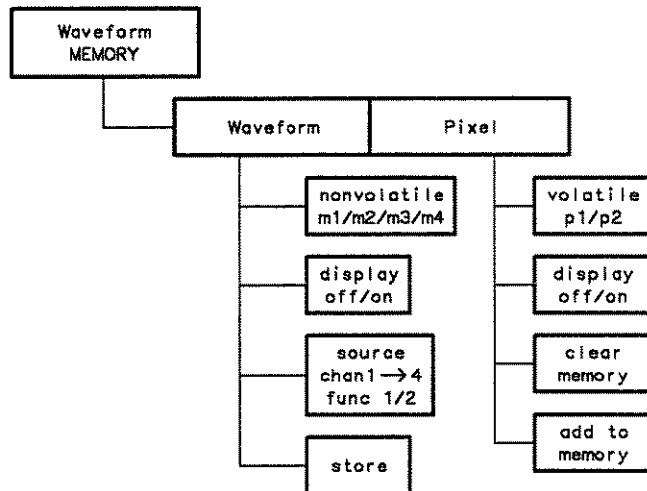 Waveform
MEMORY
Waveform
Pixel
nonvolatile
m1/m2/m3/m4
display
off/on
source
chan1→4
func 1/2
store
volatile
p1/p2
display
off/on
clear
memory
add to
memory